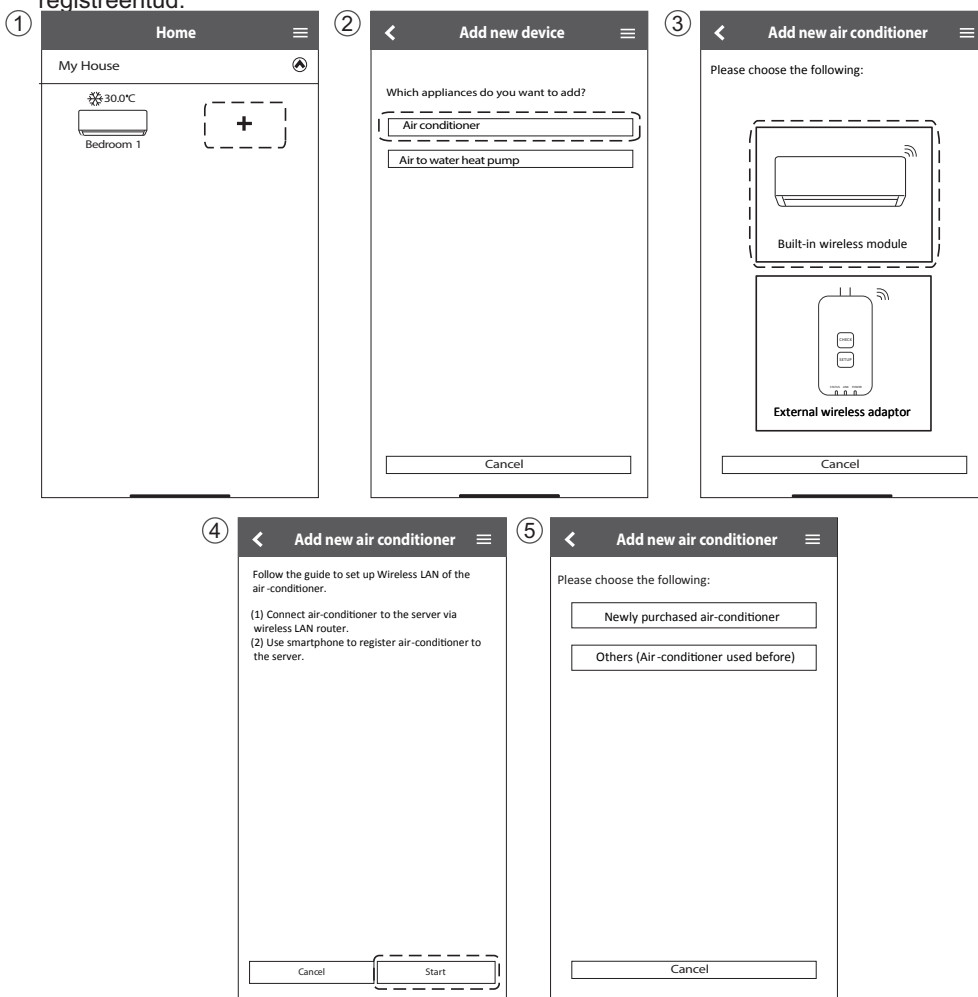 registreeritud.
①
Home
My House
30.0°C
+
Bedroom 1
②
Add new device
Which appliances do you want to add?
Air conditioner
Air to water heat pump
Cancel
③
Add new air conditioner
Please choose the following:
Built-in wireless module
CHECK
SETUP
External wireless adaptor
Cancel
④
Add new air conditioner
Follow the guide to set up Wireless LAN of the
air -conditioner.
(1) Connect air-conditioner to the server via
wireless LAN router.
(2) Use smartphone to register air-conditioner to
the server.
Cancel
Start
⑤
Add new air conditioner
Please choose the following:
Newly purchased air-conditioner
Others (Air -conditioner used before)
Cancel